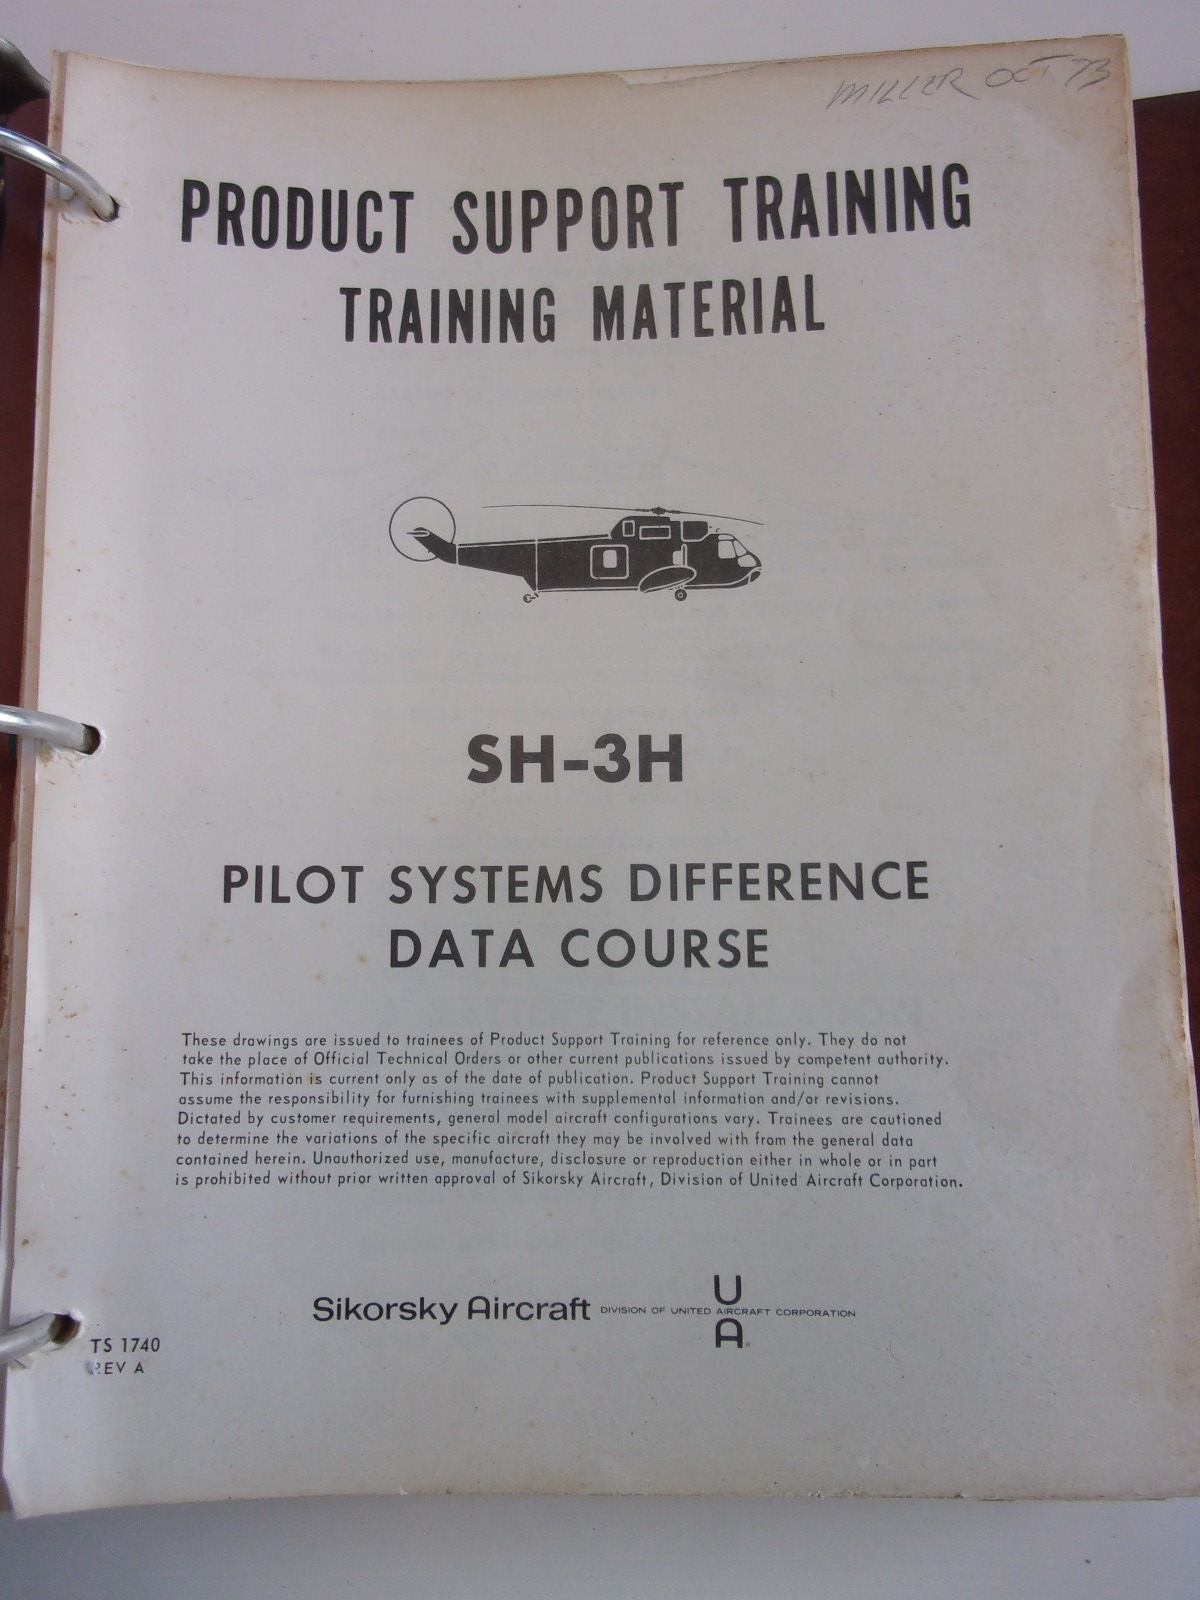 MILLER OCT 73
PRODUCT SUPPORT TRAINING
TRAINING MATERIAL
SH-3H
PILOT SYSTEMS DIFFERENCE
DATA COURSE
These drawings are issued to trainees of Product Support Training for reference only. They do not
take the place of Official Technical Orders or other current publications issued by competent authority.
This information is current only as of the date of publication. Product Support Training cannot
assume the responsibility for furnishing trainees with supplemental information and/or revisions.
Dictated by customer requirements, general model aircraft configurations vary. Trainees are cautioned
to determine the variations of the specific aircraft they may be involved with from the general data
contained herein. Unauthorized use, manufacture, disclosure or reproduction either in whole or in part
is prohibited without prior written approval of Sikorsky Aircraft, Division of United Aircraft Corporation.
U
Sikorsky Aircraft DIVISION OF UNITED AIRCRAFT CORPORATION
A®
TS 1740
REV A